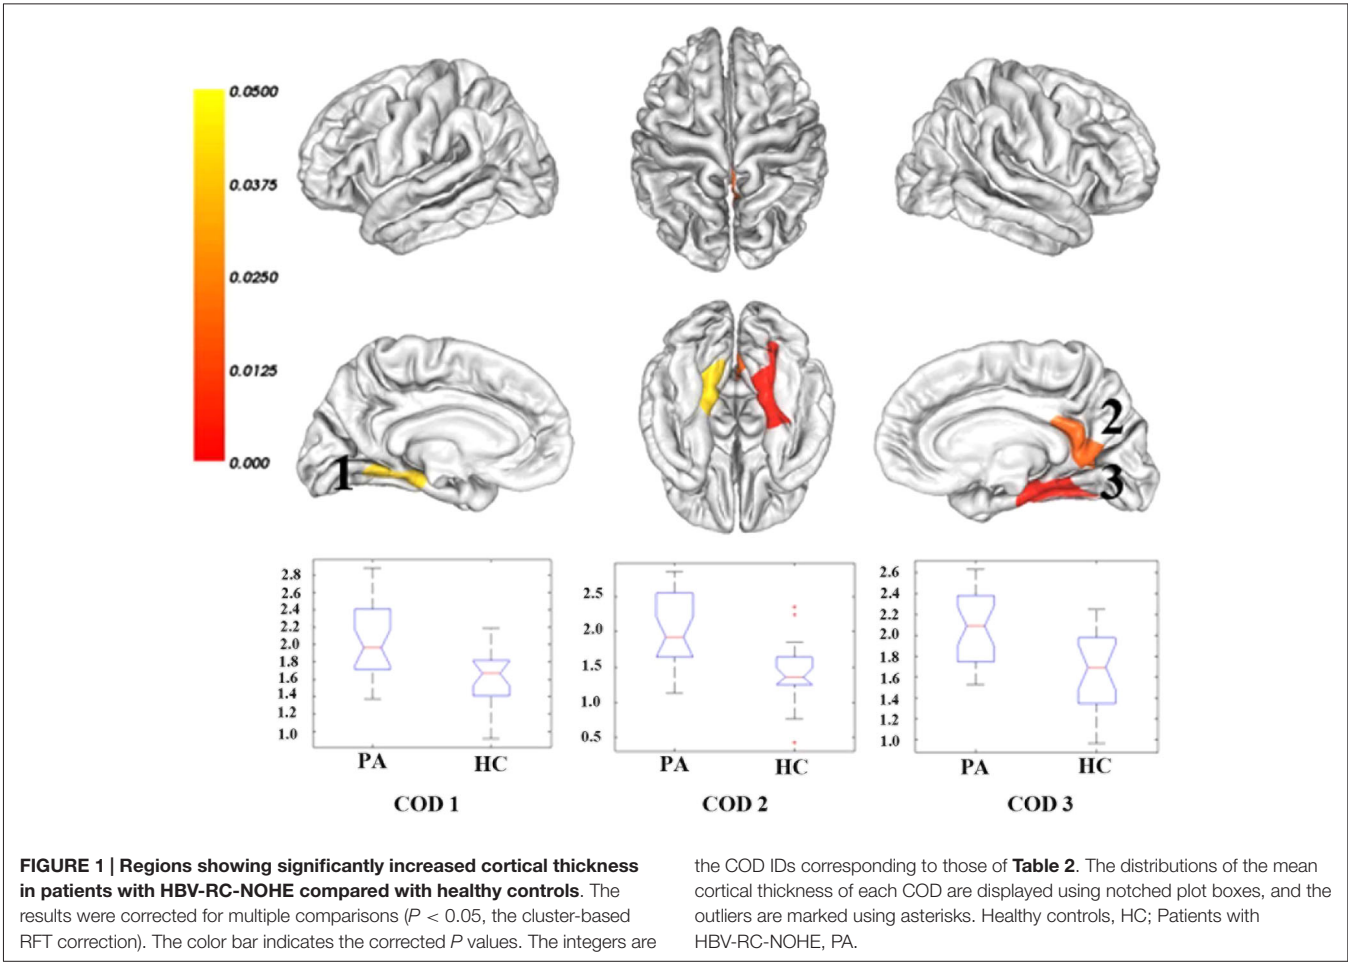 0.0500
0.0375
0.0250
0.0125
0.000
1
2
3
2.8
2.6
2.4
2.2
2.0
1.8
1.6
1.4
1.2
1.0
PA
HC
COD 1
2.5
2.0
1.5
1.0
0.5
PA
HC
COD 2
2.6
2.4
2.2
2.0
1.8
1.6
1.4
1.2
1.0
PA
HC
COD 3
FIGURE 1 | Regions showing significantly increased cortical thickness
in patients with HBV-RC-NOHE compared with healthy controls. The
results were corrected for multiple comparisons (P < 0.05, the cluster-based
RFT correction). The color bar indicates the corrected P values. The integers are
the COD IDs corresponding to those of Table 2. The distributions of the mean
cortical thickness of each COD are displayed using notched plot boxes, and the
outliers are marked using asterisks. Healthy controls, HC; Patients with
HBV-RC-NOHE, PA.